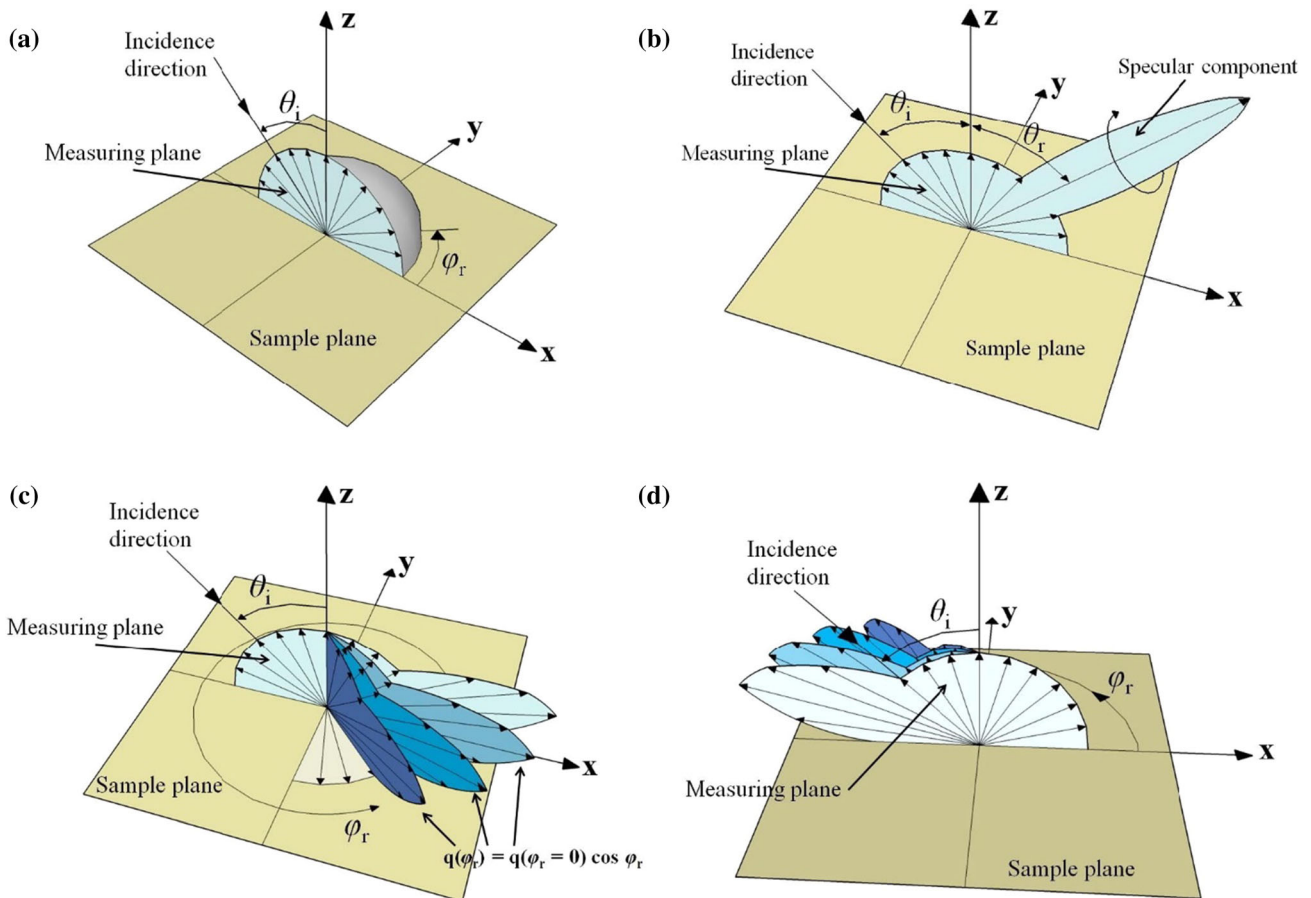 (a)
z
Incidence
direction
θi
y
Measuring plane
φr
Sample plane
x
(b)
z
Incidence
direction
Specular component
θi
y
θr
Measuring plane
x
Sample plane
(c)
z
Incidence
direction
y
θi
Measuring plane
x
Sample plane
φr
q(φr) = q(φr = 0) cos φr
(d)
z
Incidence
direction
θi
y
φr
x
Measuring plane
Sample plane